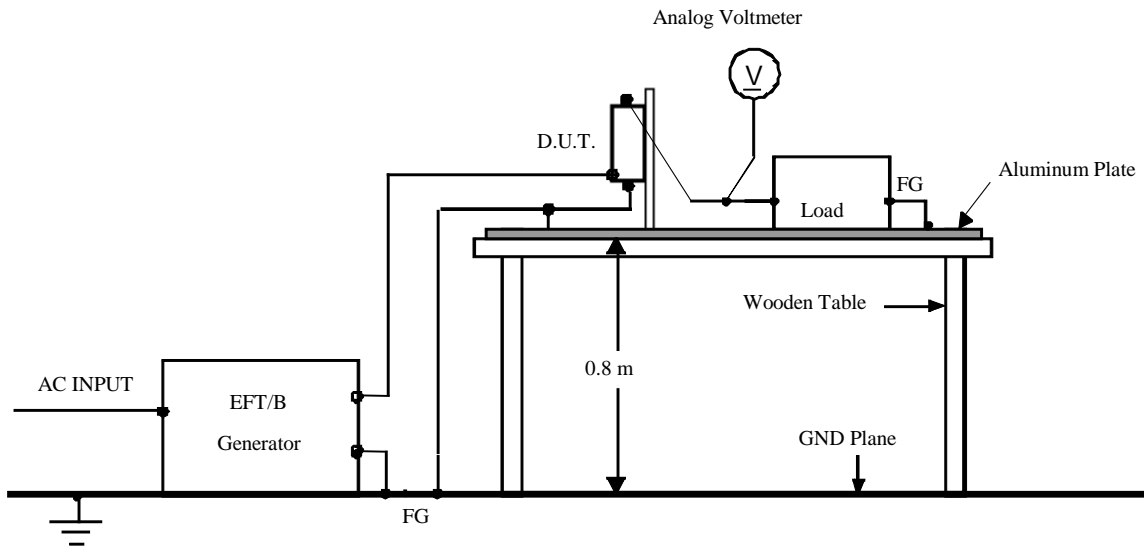 Analog Voltmeter
V
D.U.T.
FG
Aluminum Plate
Load
Wooden Table
0.8 m
AC INPUT
EFT/B
Generator
GND Plane
FG